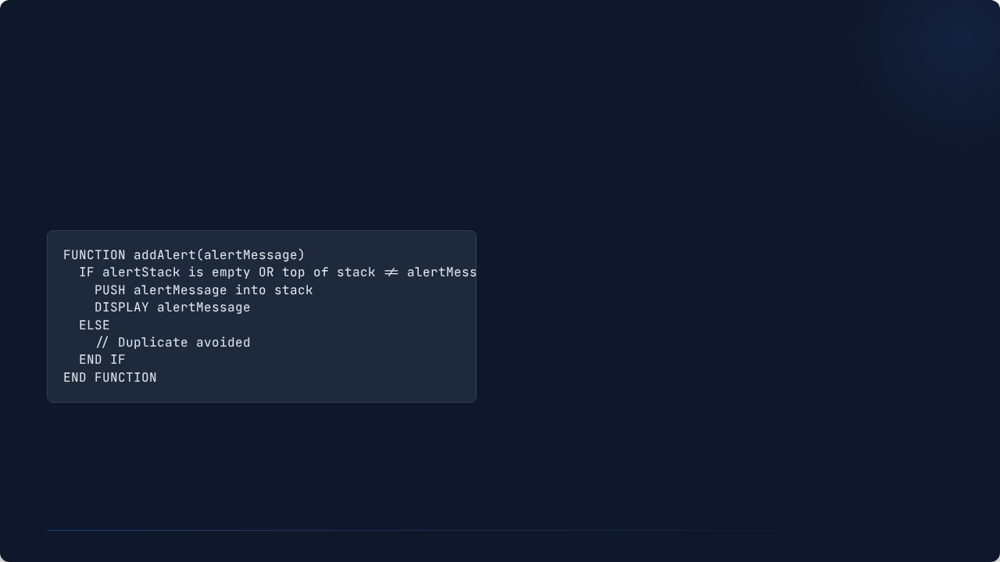 FUNCTION addAlert(alertMessage)
IF alertStack is empty OR top of stack ≠ alertMess
PUSH alertMessage into stack
DISPLAY alertMessage
ELSE
// Duplicate avoided
END IF
END FUNCTION